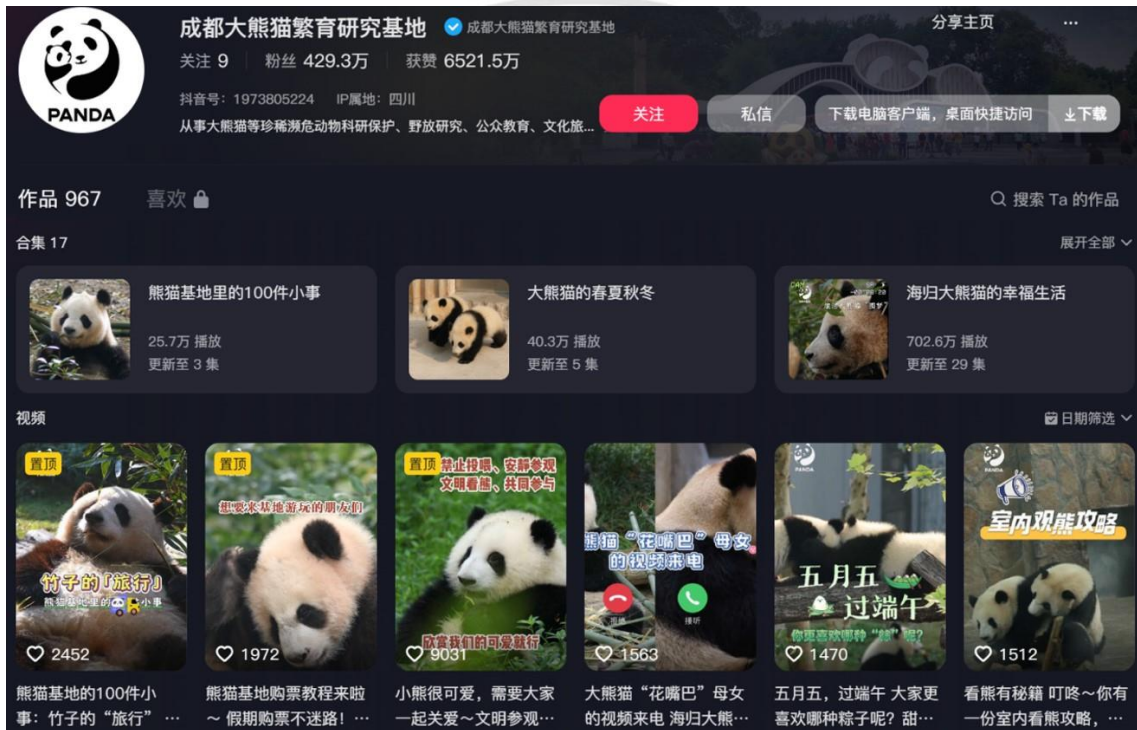 成都大熊猫繁育研究基地 成都大熊猫繁育研究基地
分享主页 ···
关注 9 粉丝 429.3万 获赞 6521.5万
抖音号：1973805224 IP属地：四川
从事大熊猫等珍稀濒危动物科研保护、野放研究、公众教育、文化旅...
关注 私信 下载电脑客户端，桌面快捷访问 下载
PANDA
作品 967 喜欢
搜索 Ta 的作品
合集 17
展开全部
熊猫基地里的100件小事
25.7万 播放
更新至 3 集
大熊猫的春夏秋冬
40.3万 播放
更新至 5 集
海归大熊猫的幸福生活
702.6万 播放
更新至 29 集
视频
日期筛选
置顶
竹子的「旅行」
熊猫基地里的 小事
2452
熊猫基地的100件小
事：竹子的“旅行” ···
置顶
想要来基地游玩的朋友们
1972
熊猫基地购票教程来啦
～ 假期购票不迷路！···
置顶
禁止投喂、安静参观
文明看熊、共同参与
欣赏我们的可爱就行
9031
小熊很可爱，需要大家
一起关爱～文明参观···
熊猫“花嘴巴”母女
的视频来电
接听
1563
大熊猫“花嘴巴”母女
的视频来电 海归大熊···
PANDA
五月五
过端午
你更喜欢哪种“粽”呢？
1470
五月五，过端午 大家更
喜欢哪种粽子呢？甜···
PANDA
室内观熊攻略
1512
看熊有秘籍 叮咚～你有
一份室内看熊攻略，···